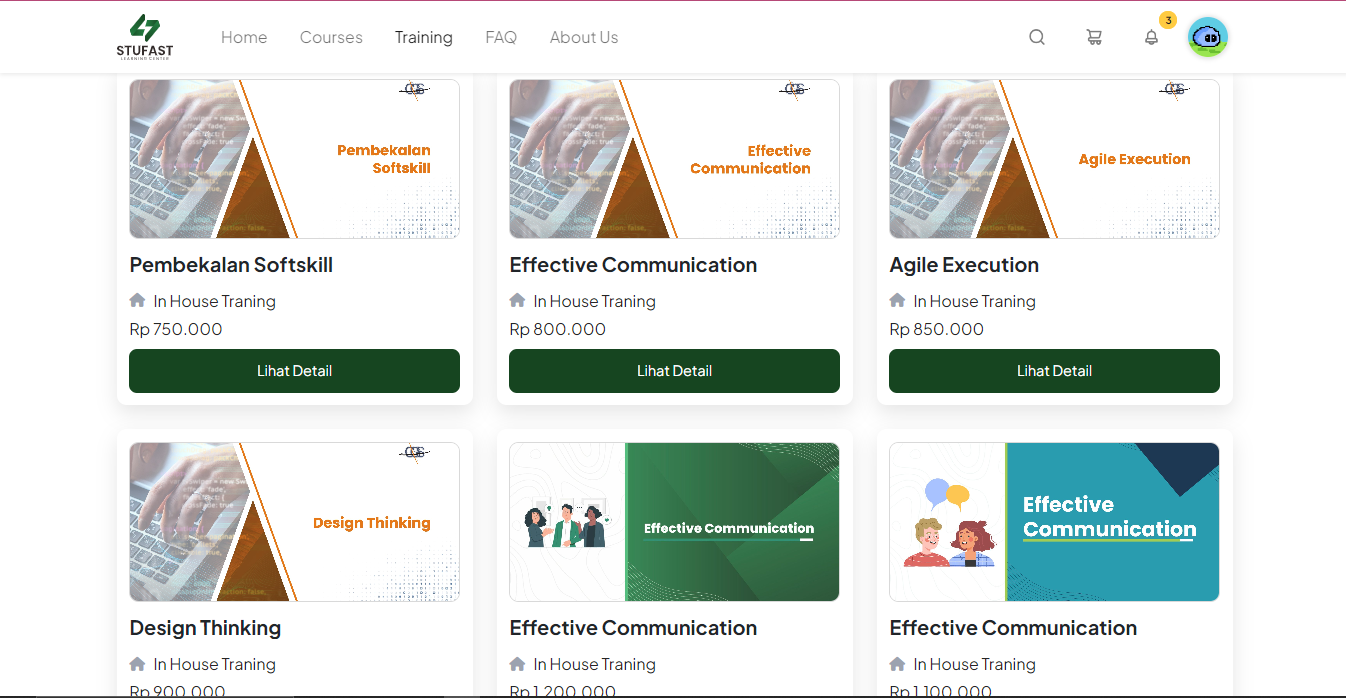 STUFAST
LEARNING CENTER
Home
Courses
Training
FAQ
About Us
3
Pembekalan
Softskill
Effective
Communication
Agile Execution
Pembekalan Softskill
Effective Communication
Agile Execution
In House Traning
In House Traning
In House Traning
Rp 750.000
Rp 800.000
Rp 850.000
Lihat Detail
Lihat Detail
Lihat Detail
Design Thinking
Effective Communication
Effective
Communication
Design Thinking
Effective Communication
Effective Communication
In House Traning
In House Traning
In House Traning
Rp 900.000
Rp 1.200.000
Rp 1.100.000